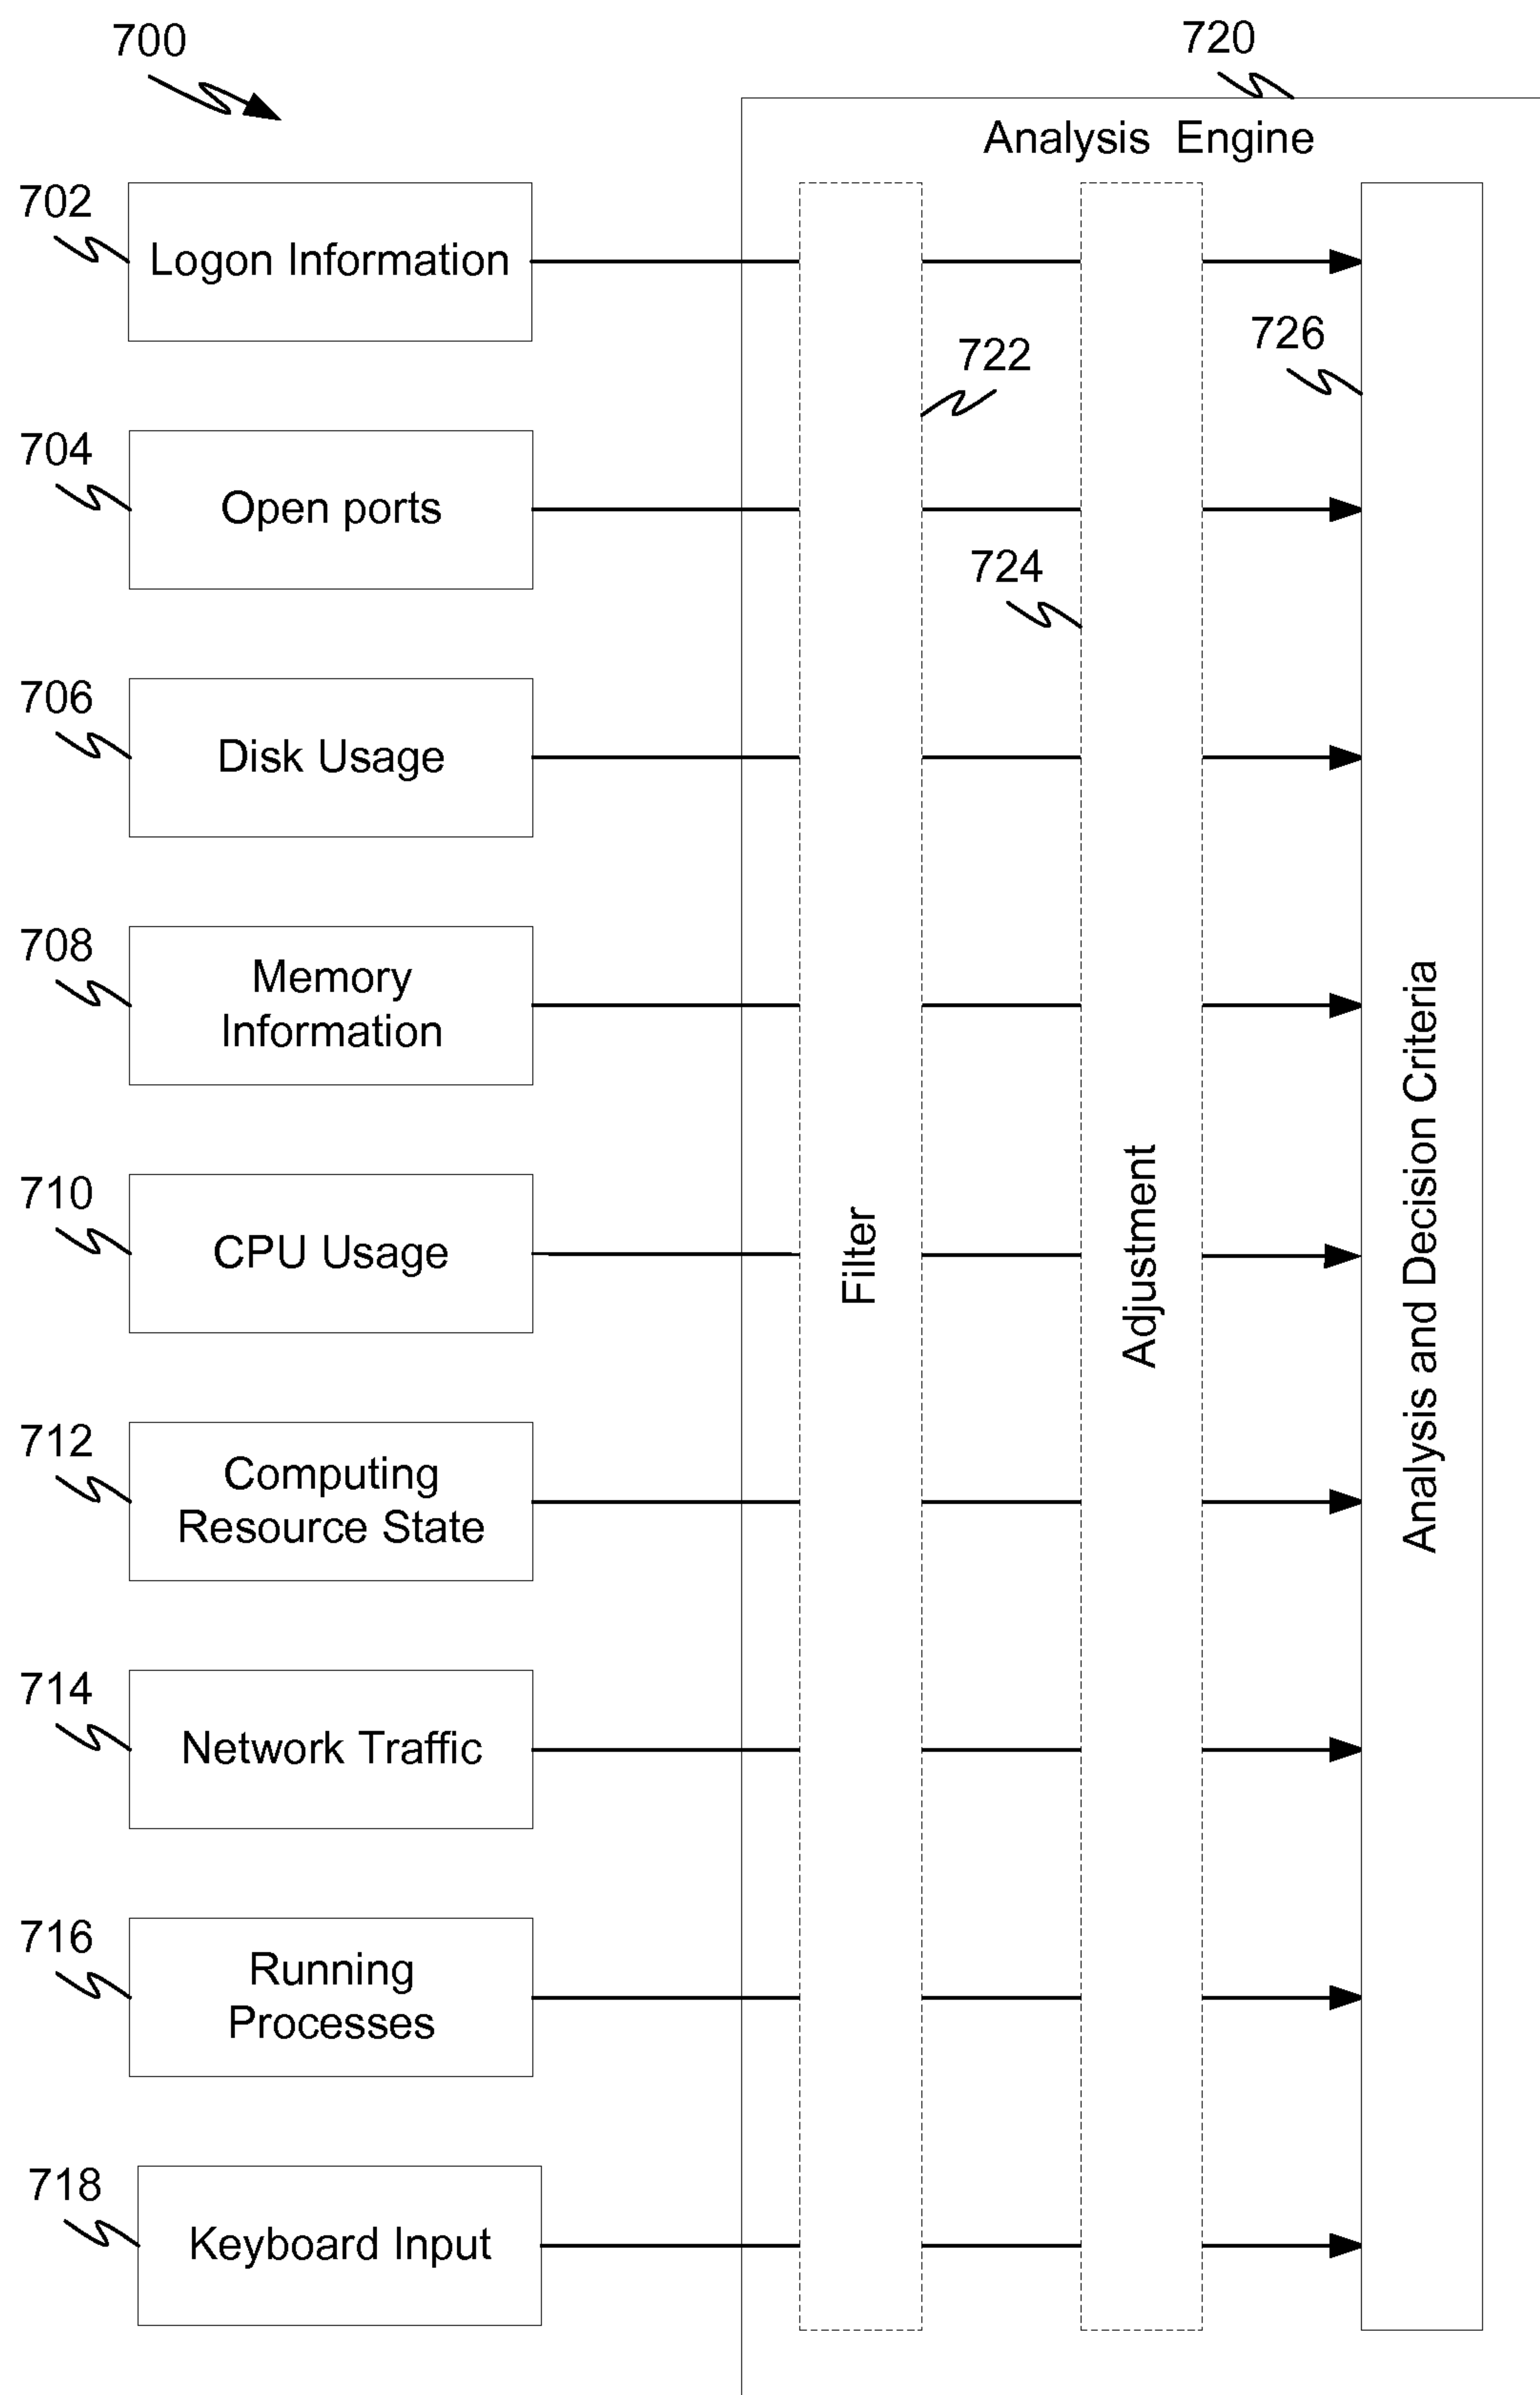 700
720
Analysis Engine
702
Logon Information
726
722
704
Open ports
724
706
Disk Usage
708
Memory
Information
710
CPU Usage
Filter
Adjustment
Analysis and Decision Criteria
712
Computing
Resource State
714
Network Traffic
716
Running
Processes
718
Keyboard Input